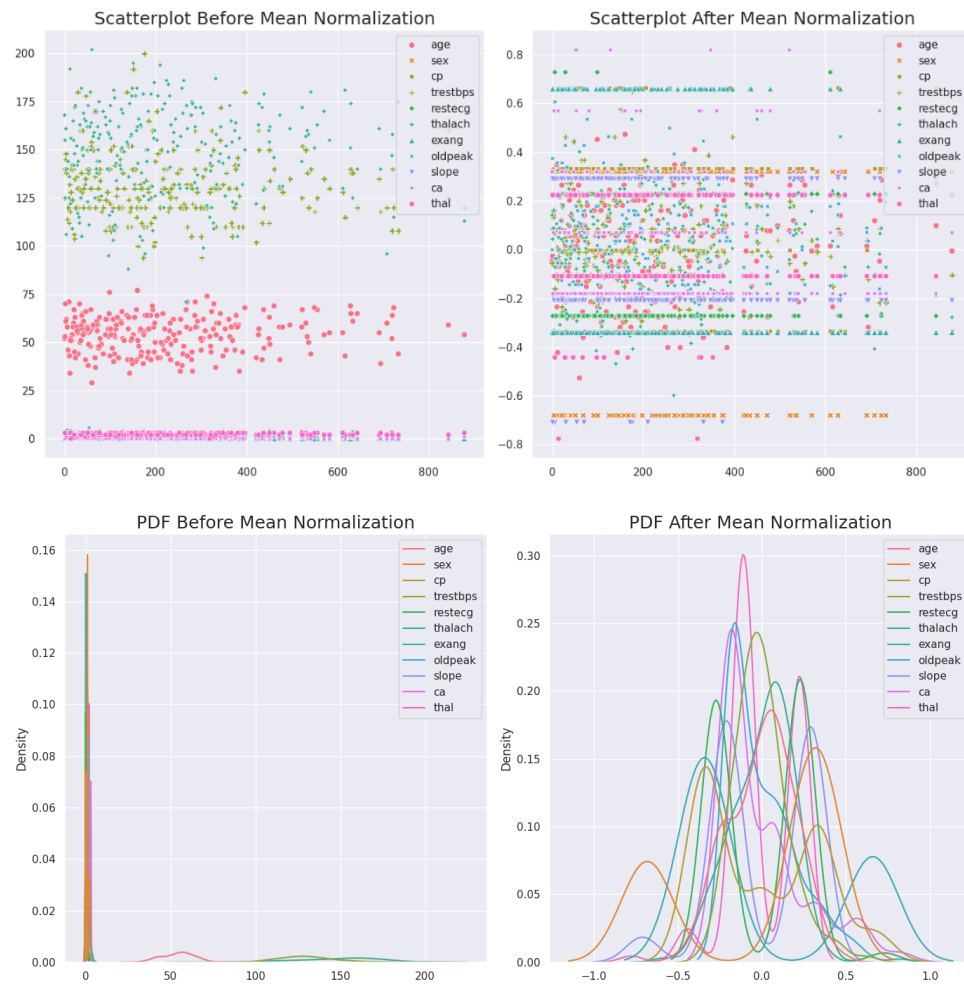 Scatterplot Before Mean Normalization
200
175
150
125
100
75
50
25
0
0 200 400 600 800
age
sex
cp
trestbps
restecg
thalach
exang
oldpeak
slope
ca
thal
Scatterplot After Mean Normalization
0.8
0.6
0.4
0.2
0.0
−0.2
−0.4
−0.6
−0.8
0 200 400 600 800
age
sex
cp
trestbps
restecg
thalach
exang
oldpeak
slope
ca
thal
PDF Before Mean Normalization
0.16
0.14
0.12
0.10
0.08
0.06
0.04
0.02
0.00
Density
0 50 100 150 200
age
sex
cp
trestbps
restecg
thalach
exang
oldpeak
slope
ca
thal
PDF After Mean Normalization
0.30
0.25
0.20
0.15
0.10
0.05
0.00
Density
−1.0 −0.5 0.0 0.5 1.0
age
sex
cp
trestbps
restecg
thalach
exang
oldpeak
slope
ca
thal